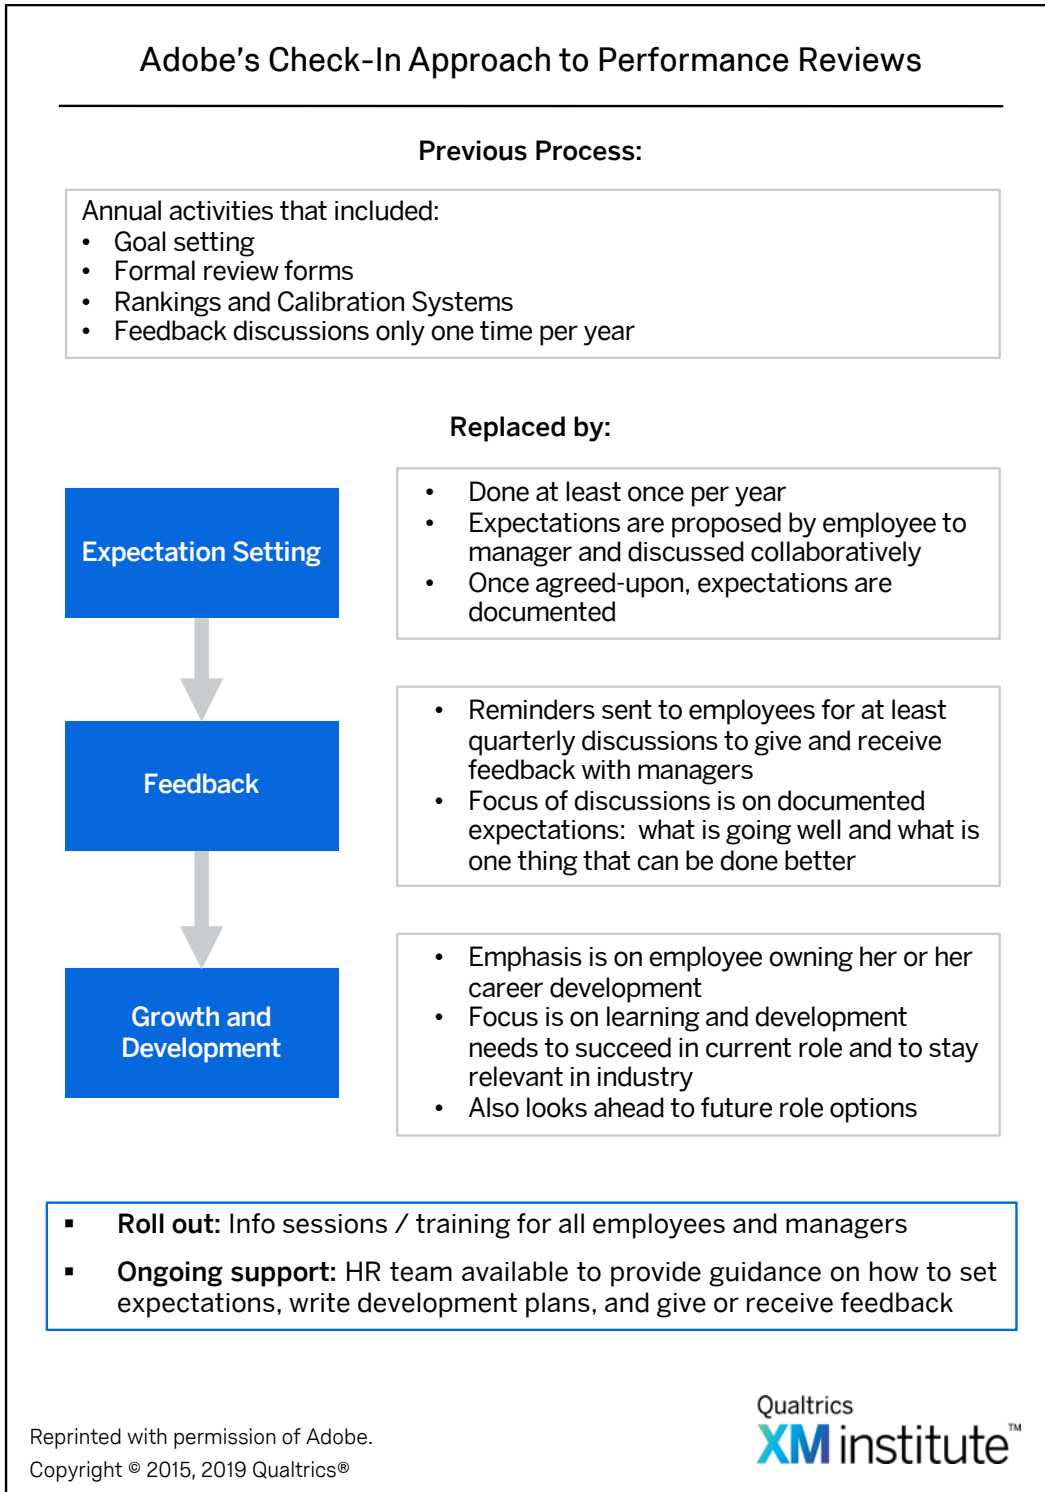 Adobe's Check-In Approach to Performance Reviews
Previous Process:
Annual activities that included:
• Goal setting
• Formal review forms
• Rankings and Calibration Systems
• Feedback discussions only one time per year
Replaced by:
Expectation Setting
• Done at least once per year
• Expectations are proposed by employee to
manager and discussed collaboratively
• Once agreed-upon, expectations are
documented
Feedback
• Reminders sent to employees for at least
quarterly discussions to give and receive
feedback with managers
• Focus of discussions is on documented
expectations:  what is going well and what is
one thing that can be done better
Growth and
Development
• Emphasis is on employee owning her or her
career development
• Focus is on learning and development
needs to succeed in current role and to stay
relevant in industry
• Also looks ahead to future role options
▪ Roll out: Info sessions / training for all employees and managers
▪ Ongoing support: HR team available to provide guidance on how to set
expectations, write development plans, and give or receive feedback
Reprinted with permission of Adobe.
Copyright © 2015, 2019 Qualtrics®
Qualtrics
XM institute™